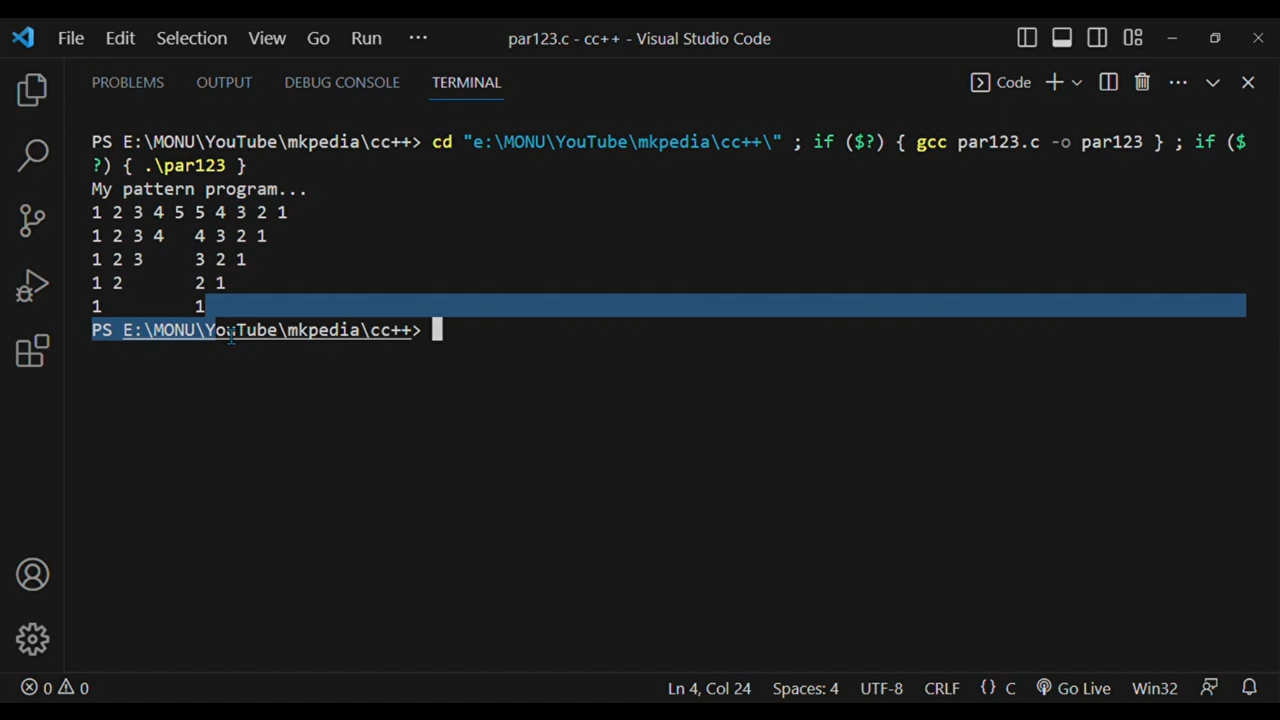 File Edit Selection View Go Run ··· par123.c - cc++ - Visual Studio Code
PROBLEMS OUTPUT DEBUG CONSOLE TERMINAL Code
PS E:\MONU\YouTube\mkpedia\cc++> cd "e:\MONU\YouTube\mkpedia\cc++\" ; if ($?) { gcc par123.c -o par123 } ; if ($
?) { .\par123 }
My pattern program...
1 2 3 4 5 5 4 3 2 1
1 2 3 4   4 3 2 1
1 2 3     3 2 1
1 2       2 1
1         1
PS E:\MONU\YouTube\mkpedia\cc++>
0 0 Ln 4, Col 24 Spaces: 4 UTF-8 CRLF {} C Go Live Win32